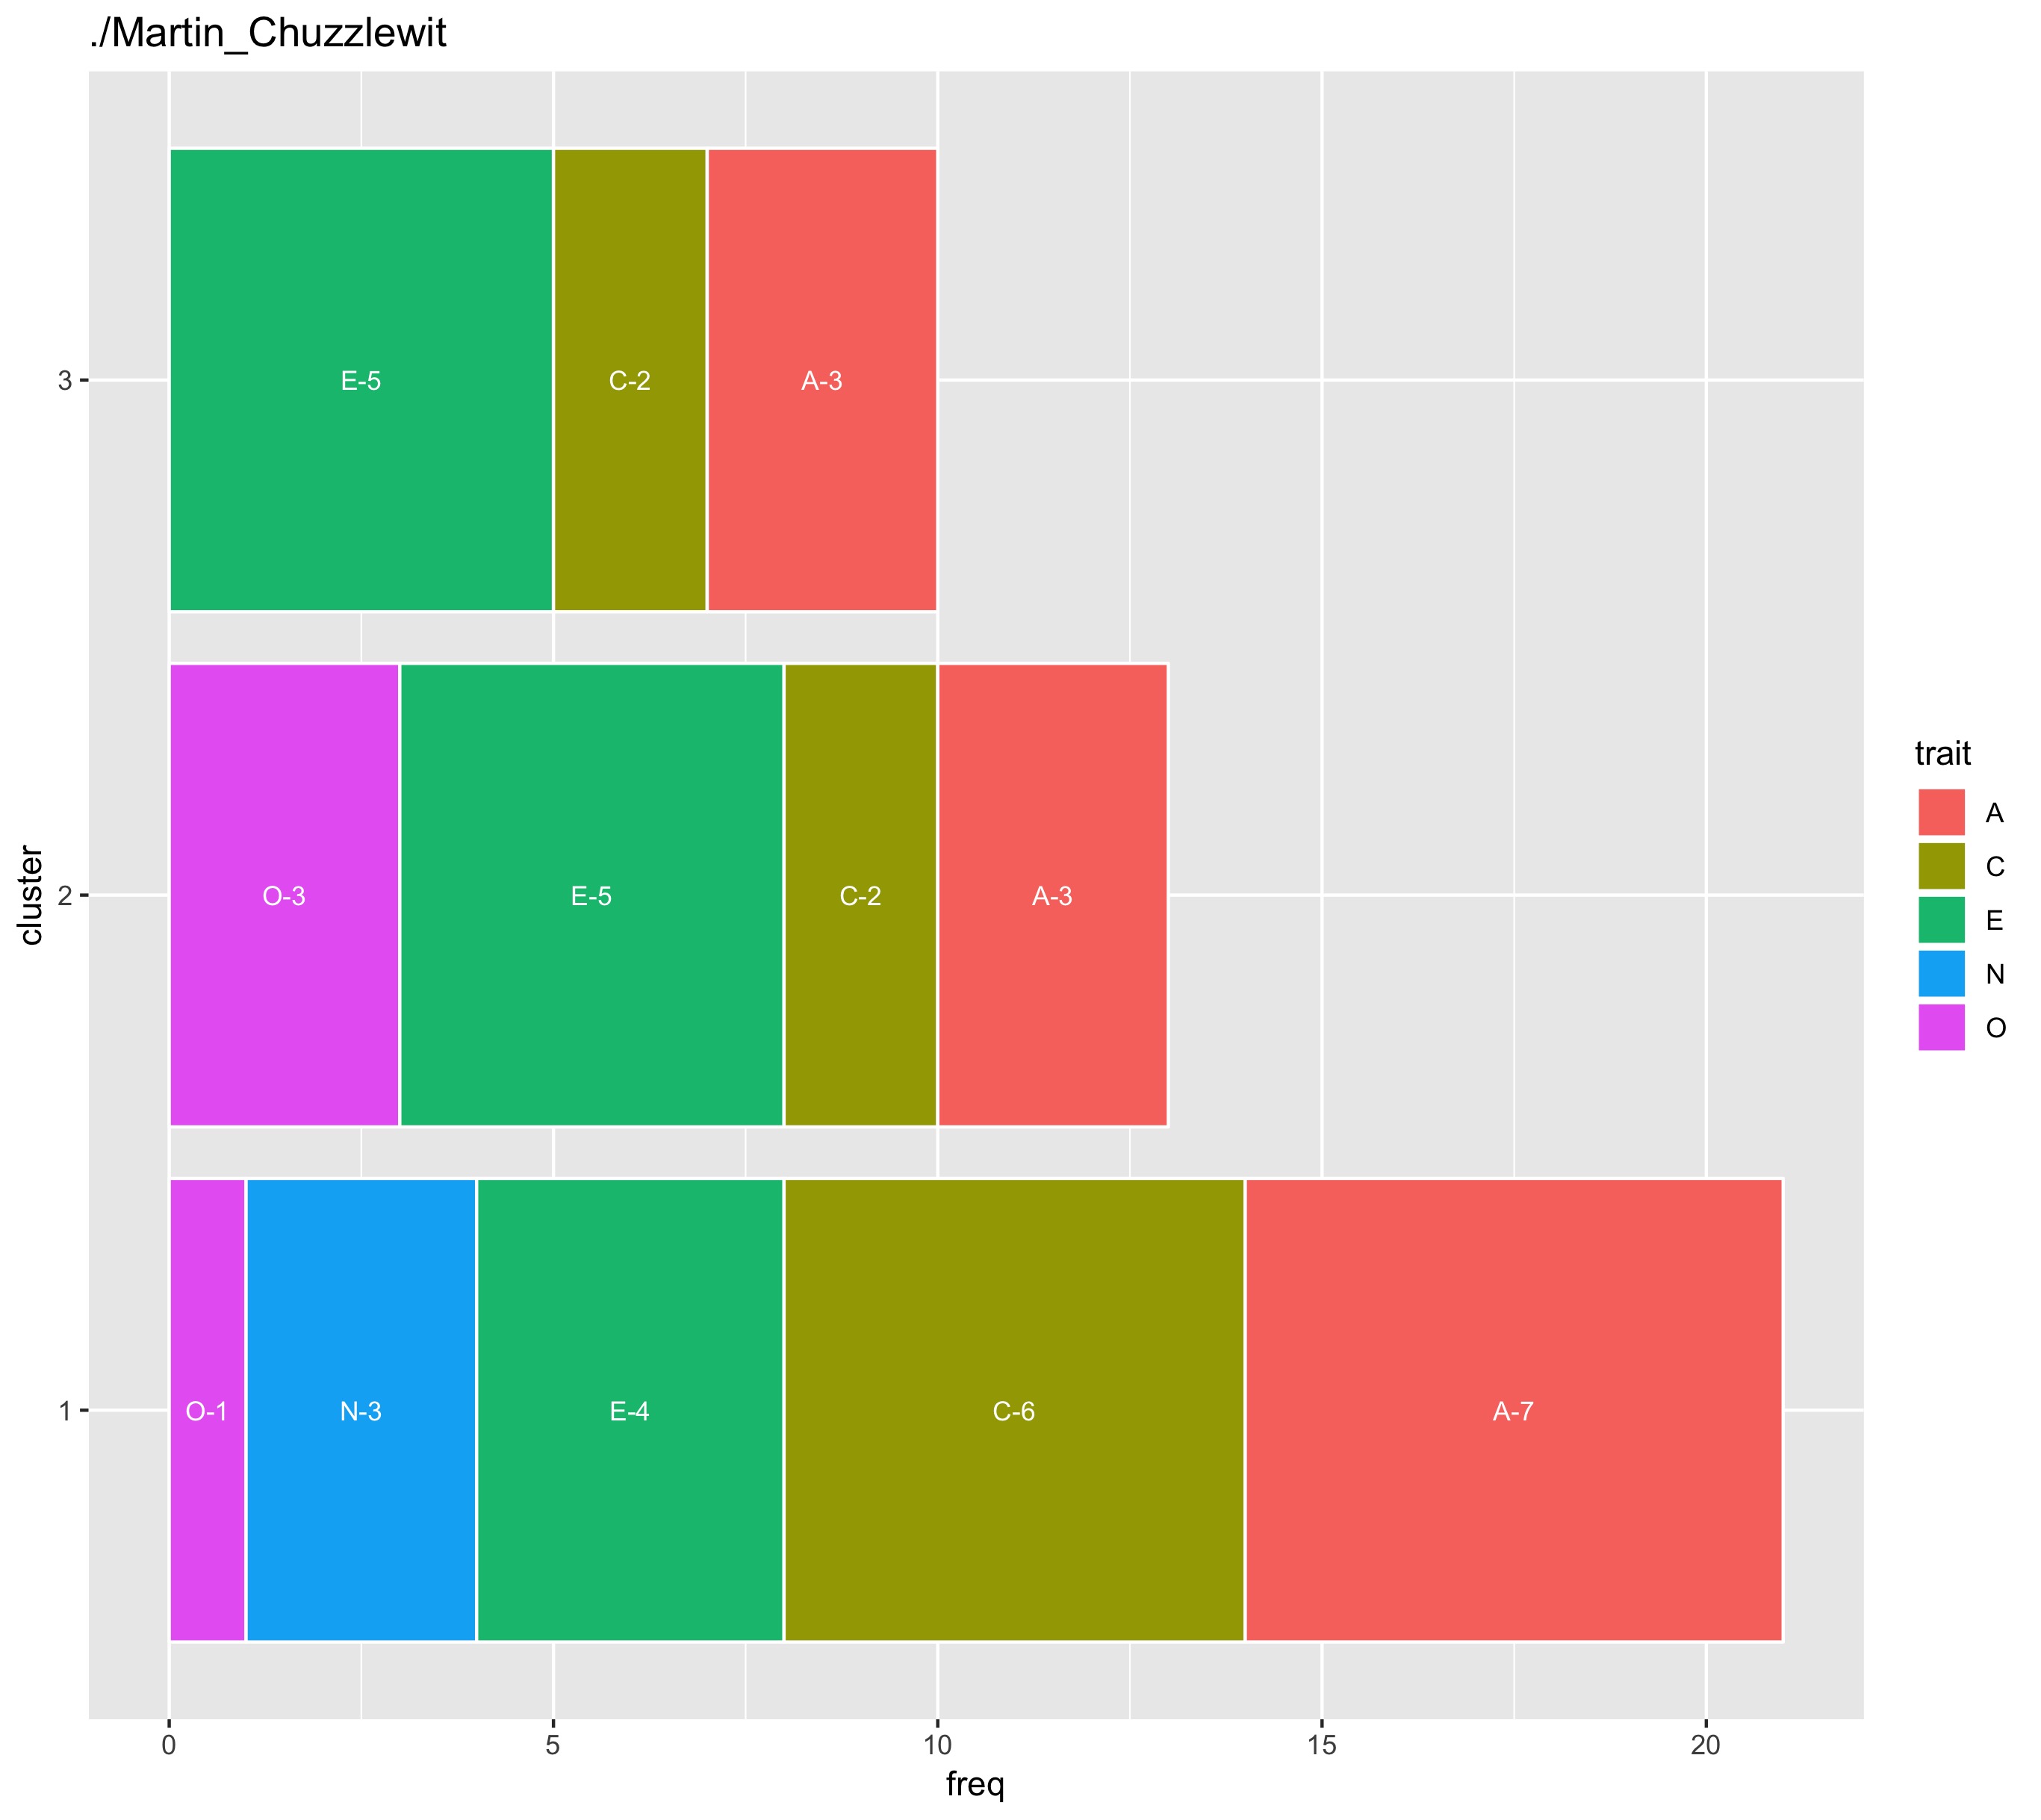 ./Martin_Chuzzlewit
3
E-5 C-2 A-3
2
O-3 E-5 C-2 A-3
1
O-1 N-3 E-4 C-6 A-7
cluster
0 5 10 15 20
freq
trait
A
C
E
N
O